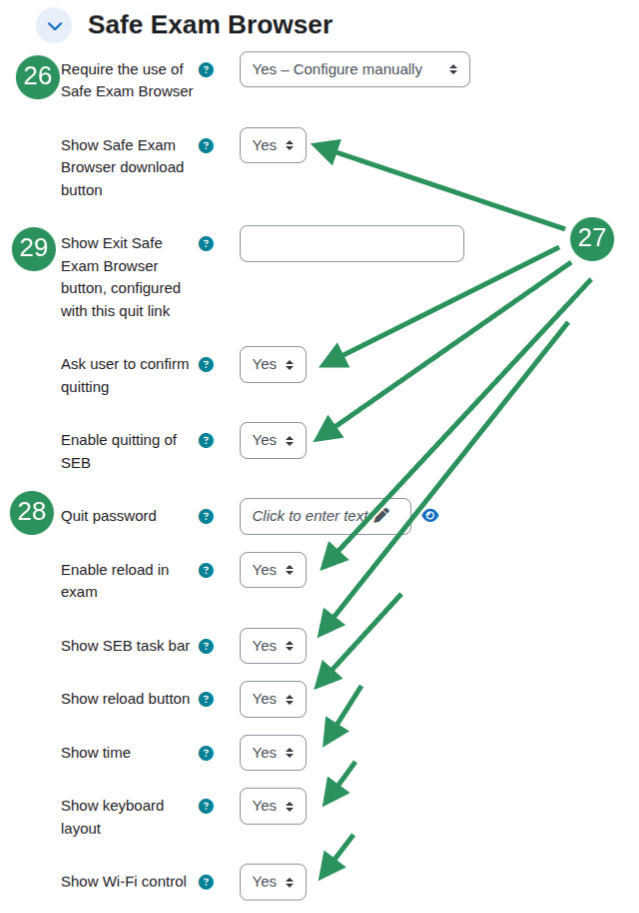 Safe Exam Browser
26
Require the use of
Safe Exam Browser
?
Yes – Configure manually
Show Safe Exam
Browser download
button
?
Yes
27
29
Show Exit Safe
Exam Browser
button, configured
with this quit link
?
Ask user to confirm
quitting
?
Yes
Enable quitting of
SEB
?
Yes
28
Quit password
?
Click to enter text
Enable reload in
exam
?
Yes
Show SEB task bar
?
Yes
Show reload button
?
Yes
Show time
?
Yes
Show keyboard
layout
?
Yes
Show Wi-Fi control
?
Yes